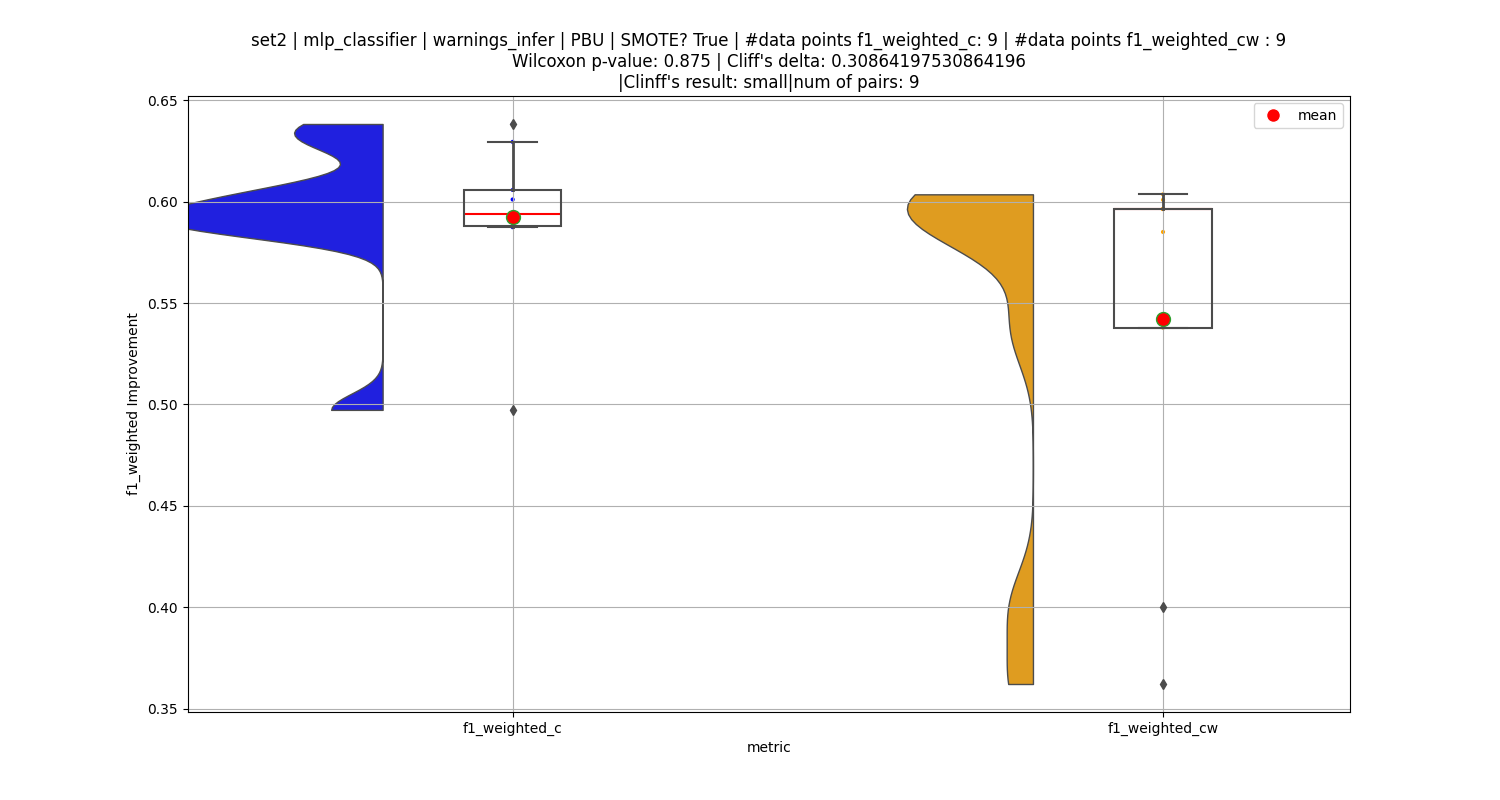 set2 | mlp_classifier | warnings_infer | PBU | SMOTE? True | #data points f1_weighted_c: 9 | #data points f1_weighted_cw : 9
Wilcoxon p-value: 0.875 | Cliff's delta: 0.30864197530864196
|Clinff's result: small|num of pairs: 9
mean
0.65
0.60
0.55
0.50
0.45
0.40
0.35
f1_weighted Improvement
f1_weighted_c
f1_weighted_cw
metric